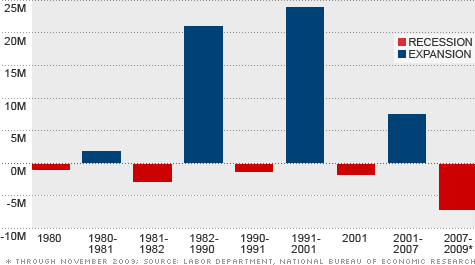 25M
20M
15M
10M
5M
0M
-5M
-10M
RECESSION
EXPANSION
1980
1980-
1981
1981-
1982
1982-
1990
1990-
1991
1991-
2001
2001
2001-
2007
2007-
2009*
* THROUGH NOVEMBER 2009; SOURCE: LABOR DEPARTMENT, NATIONAL BUREAU OF ECONOMIC RESEARCH